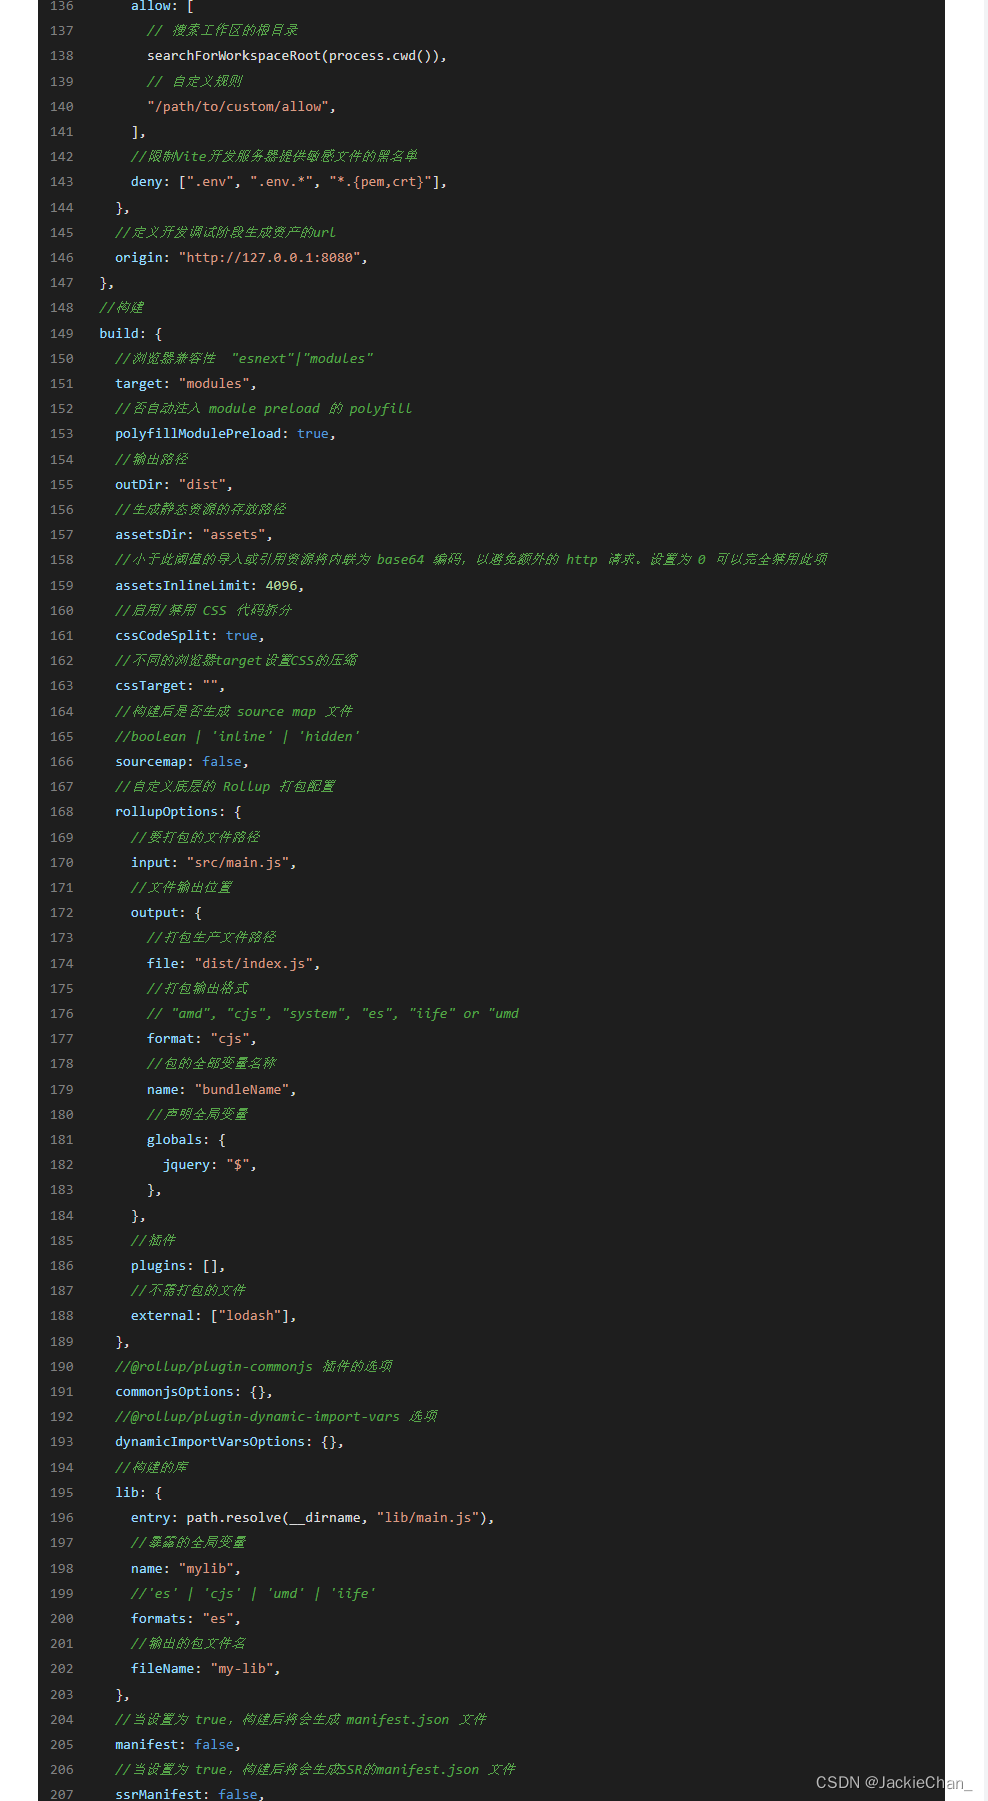 136 allow: [
137 // 搜索工作区的根目录
138 searchForWorkspaceRoot(process.cwd()),
139 // 自定义规则
140 "/path/to/custom/allow",
141 ],
142 //限制Vite开发服务器提供敏感文件的黑名单
143 deny: [".env", ".env.*", "*.{pem,crt}"],
144 },
145 //定义开发调试阶段生成资产的url
146 origin: "http://127.0.0.1:8080",
147 },
148 //构建
149 build: {
150 //浏览器兼容性  "esnext"|"modules"
151 target: "modules",
152 //否自动注入 module preload 的 polyfill
153 polyfillModulePreload: true,
154 //输出路径
155 outDir: "dist",
156 //生成静态资源的存放路径
157 assetsDir: "assets",
158 //小于此阈值的导入或引用资源将内联为 base64 编码，以避免额外的 http 请求。设置为 0 可以完全禁用此项
159 assetsInlineLimit: 4096,
160 //启用/禁用 CSS 代码拆分
161 cssCodeSplit: true,
162 //不同的浏览器target设置CSS的压缩
163 cssTarget: "",
164 //构建后是否生成 source map 文件
165 //boolean | 'inline' | 'hidden'
166 sourcemap: false,
167 //自定义底层的 Rollup 打包配置
168 rollupOptions: {
169 //要打包的文件路径
170 input: "src/main.js",
171 //文件输出位置
172 output: {
173 //打包生产文件路径
174 file: "dist/index.js",
175 //打包输出格式
176 // "amd", "cjs", "system", "es", "iife" or "umd
177 format: "cjs",
178 //包的全部变量名称
179 name: "bundleName",
180 //声明全局变量
181 globals: {
182 jquery: "$",
183 },
184 },
185 //插件
186 plugins: [],
187 //不需打包的文件
188 external: ["lodash"],
189 },
190 //@rollup/plugin-commonjs 插件的选项
191 commonjsOptions: {},
192 //@rollup/plugin-dynamic-import-vars 选项
193 dynamicImportVarsOptions: {},
194 //构建的库
195 lib: {
196 entry: path.resolve(__dirname, "lib/main.js"),
197 //暴露的全局变量
198 name: "mylib",
199 //'es' | 'cjs' | 'umd' | 'iife'
200 formats: "es",
201 //输出的包文件名
202 fileName: "my-lib",
203 },
204 //当设置为 true，构建后将会生成 manifest.json 文件
205 manifest: false,
206 //当设置为 true，构建后将会生成SSR的manifest.json 文件
207 ssrManifest: false,
CSDN @JackieChan_